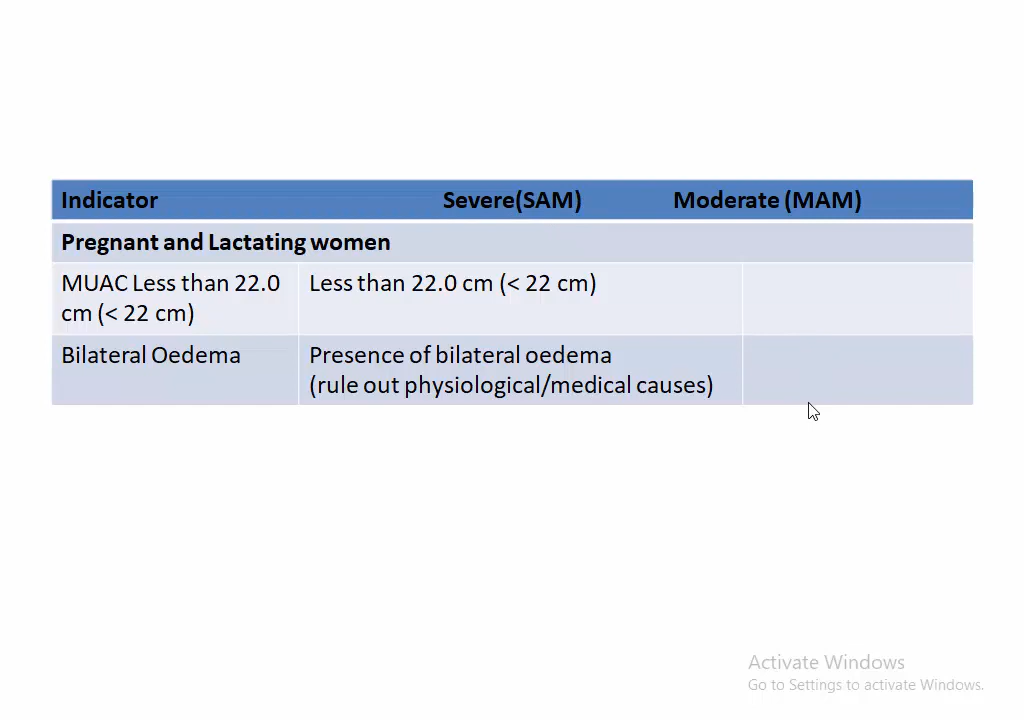 Indicator Severe(SAM) Moderate (MAM)
Pregnant and Lactating women
MUAC Less than 22.0 Less than 22.0 cm (< 22 cm)
cm (< 22 cm)
Bilateral Oedema Presence of bilateral oedema
(rule out physiological/medical causes)
Activate Windows
Go to Settings to activate Windows.